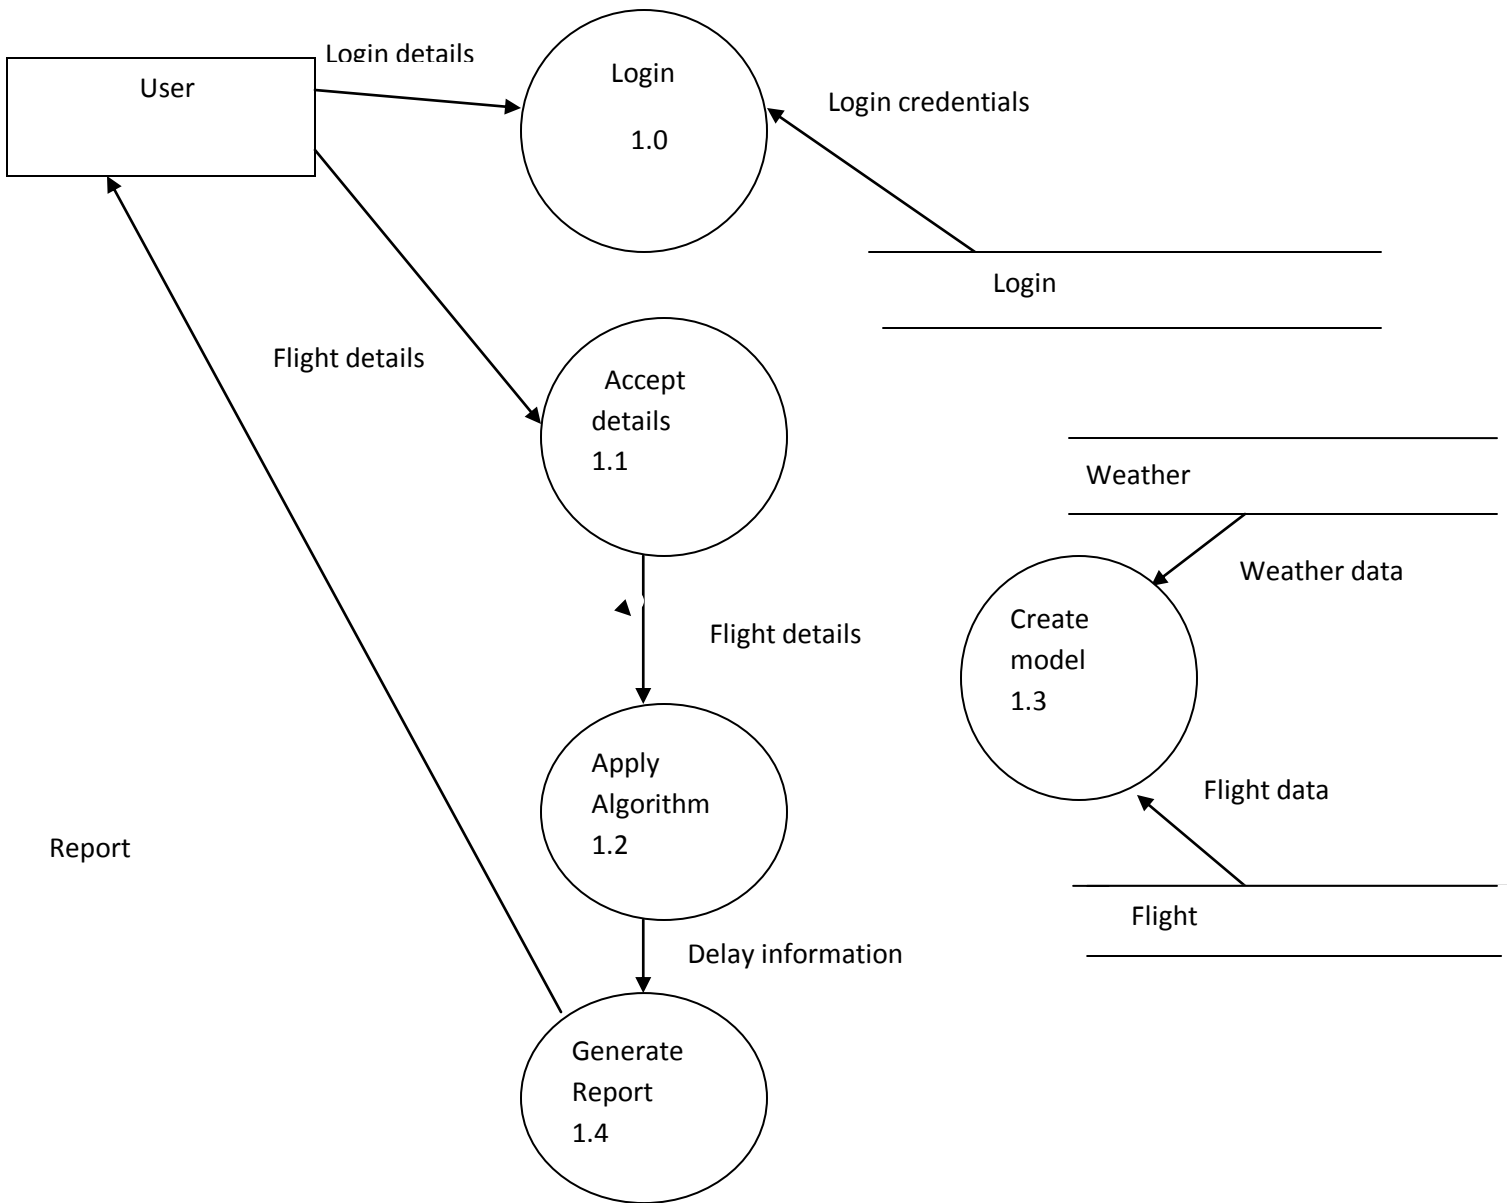 Login details
User
Login
1.0
Login credentials
Login
Flight details
Accept
details
1.1
Weather
Weather data
Create
model
1.3
Flight details
Apply
Algorithm
1.2
Flight data
Report
Flight
Delay information
Generate
Report
1.4